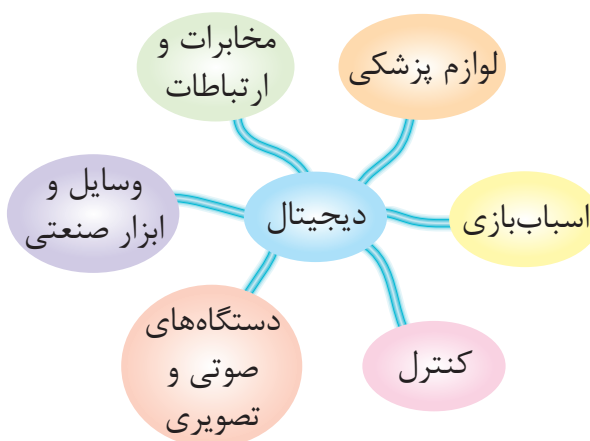 مخابرات و
ارتباطات
لوازم پزشکی
وسایل و
ابزار صنعتی
دیجیتال
اسباب‌بازی
دستگاه‌های
صوتی و
تصویری
کنترل